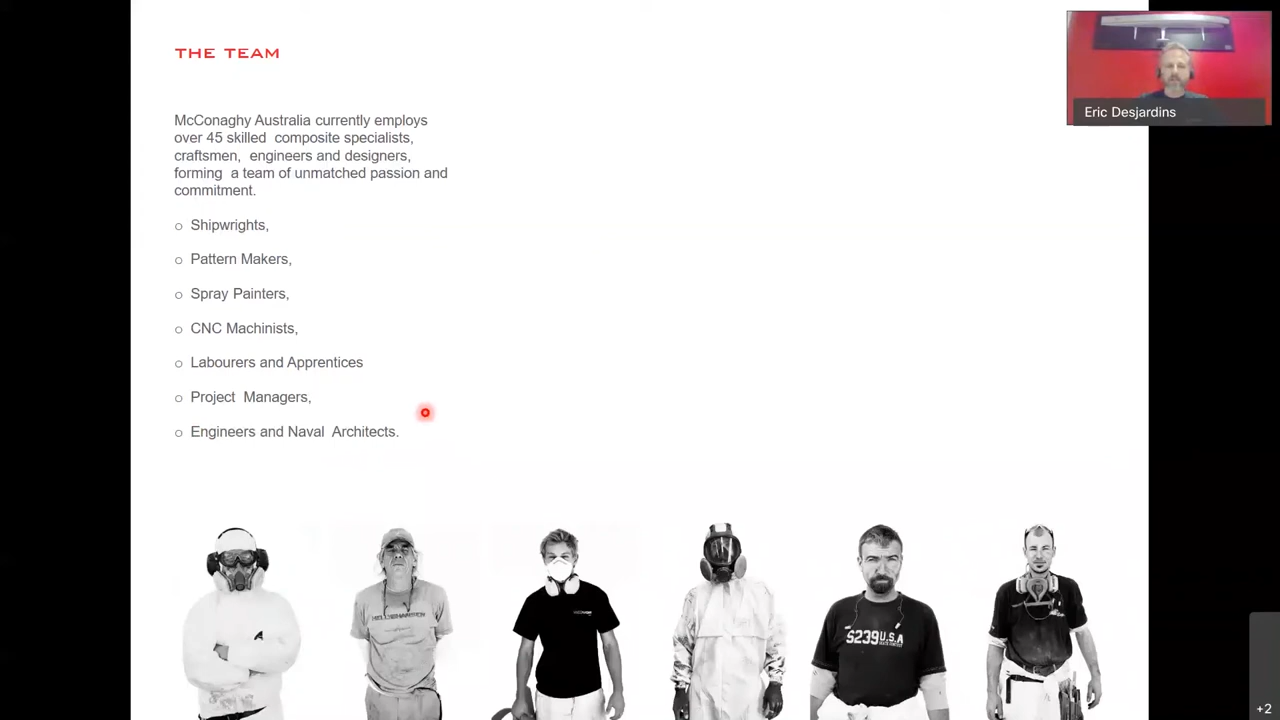 THE TEAM
McConaghy Australia currently employs
over 45 skilled composite specialists,
craftsmen, engineers and designers,
forming a team of unmatched passion and
commitment.
Shipwrights,
Pattern Makers,
Spray Painters,
CNC Machinists,
Labourers and Apprentices
Project Managers,
Engineers and Naval Architects.
Eric Desjardins
S239 U.S.A
+2